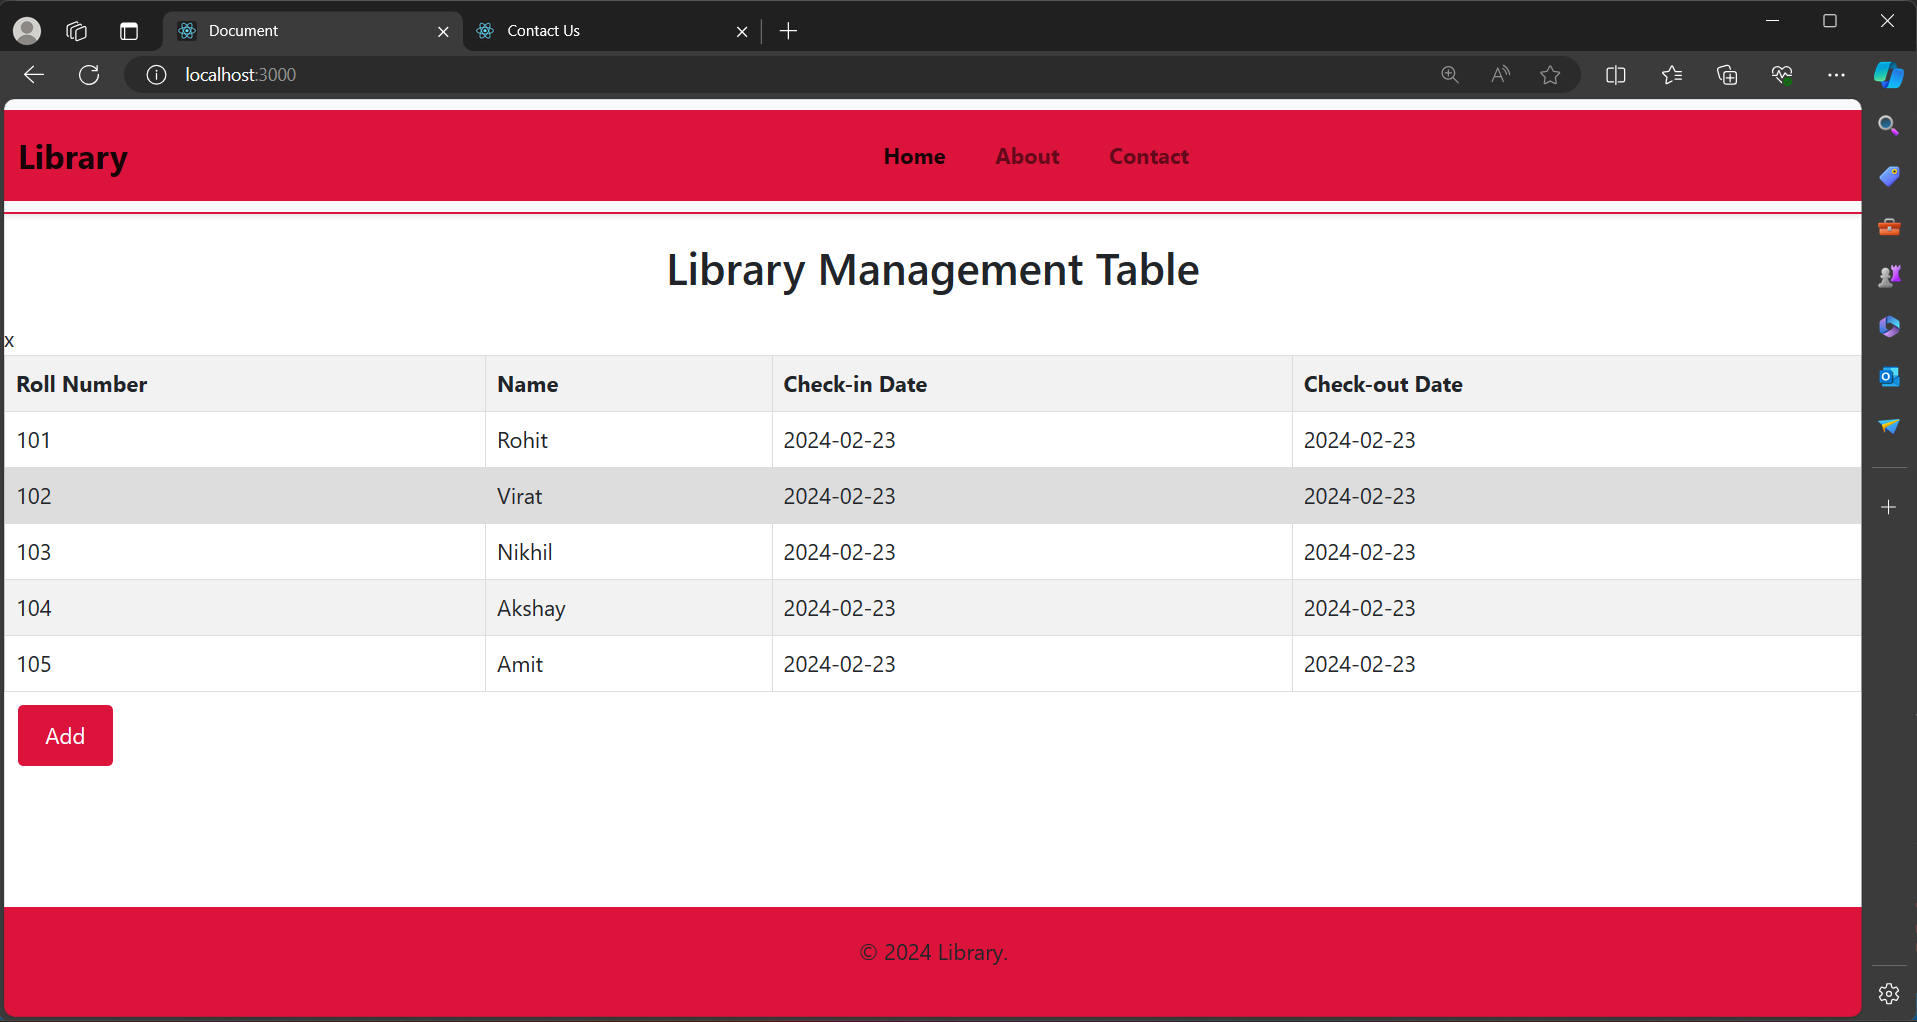 Document
Contact Us
localhost:3000
Library
Home About Contact
Library Management Table
x
Roll Number Name Check-in Date Check-out Date
101 Rohit 2024-02-23 2024-02-23
102 Virat 2024-02-23 2024-02-23
103 Nikhil 2024-02-23 2024-02-23
104 Akshay 2024-02-23 2024-02-23
105 Amit 2024-02-23 2024-02-23
Add
© 2024 Library.